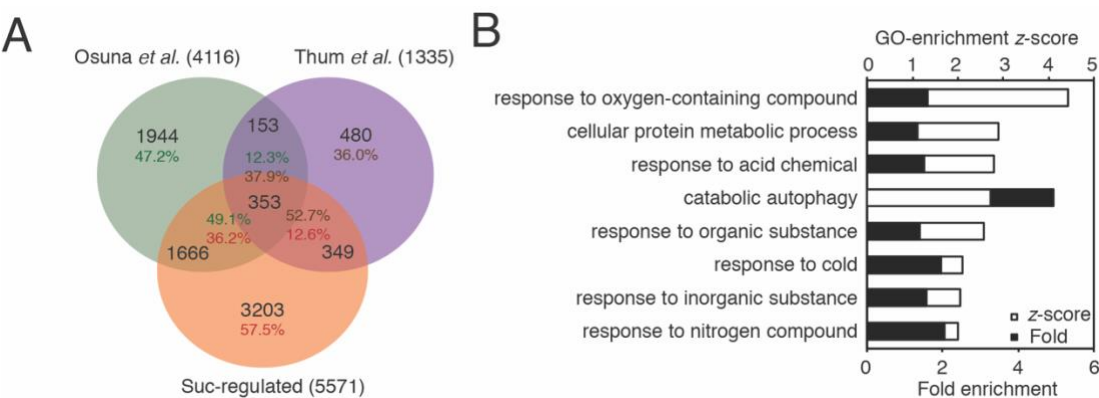 A
Osuna et al. (4116)
Thum et al. (1335)
1944
47.2%
153
480
36.0%
12.3%
37.9%
353
49.1%
36.2%
52.7%
12.6%
1666
349
3203
57.5%
Suc-regulated (5571)
B
GO-enrichment z-score
0 1 2 3 4 5
response to oxygen-containing compound
cellular protein metabolic process
response to acid chemical
catabolic autophagy
response to organic substance
response to cold
response to inorganic substance
response to nitrogen compound
z-score
Fold
0 2 4 6
Fold enrichment